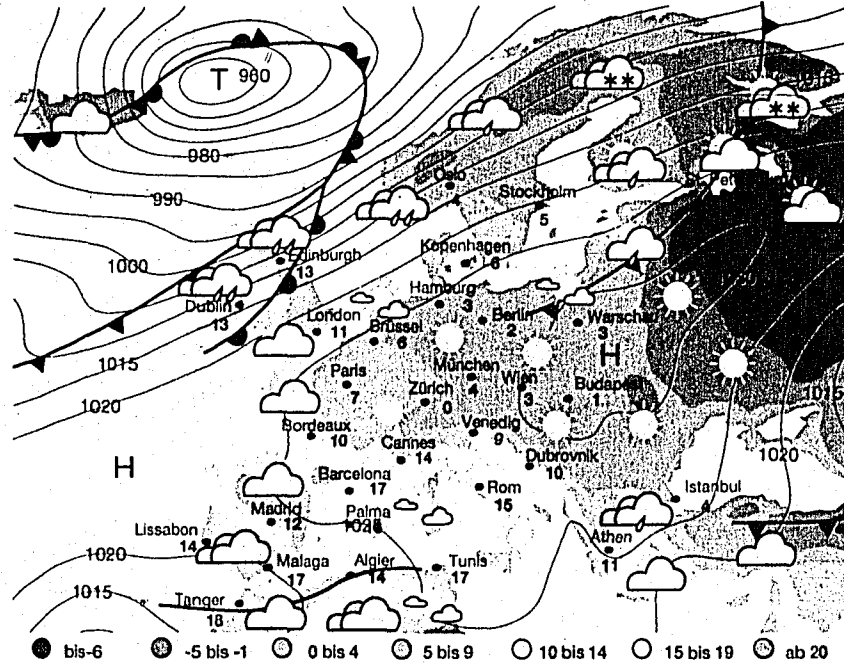 T 960
1015
980
Oslo
990
Stockholm
5
Edinburgh
13
Kopenhagen
6
1000
Dublin
13
Hamburg
3
London
11
Berlin
2
Warschau
3
Brüssel
6
H
1015
Paris
7
München
4
Wien
3
Budapest
1
Zürich
0
1015
1020
Bordeaux
10
Venedig
9
Cannes
14
Dubrovnik
10
1020
H
Barcelona
17
Rom
15
Istanbul
4
Madrid
12
Palma
Lissabon
14
Athen
11
1020
Malaga
17
Algier
14
Tunis
17
1015
Tanger
18
bis-6 -5 bis -1 0 bis 4 5 bis 9 10 bis 14 15 bis 19 ab 20